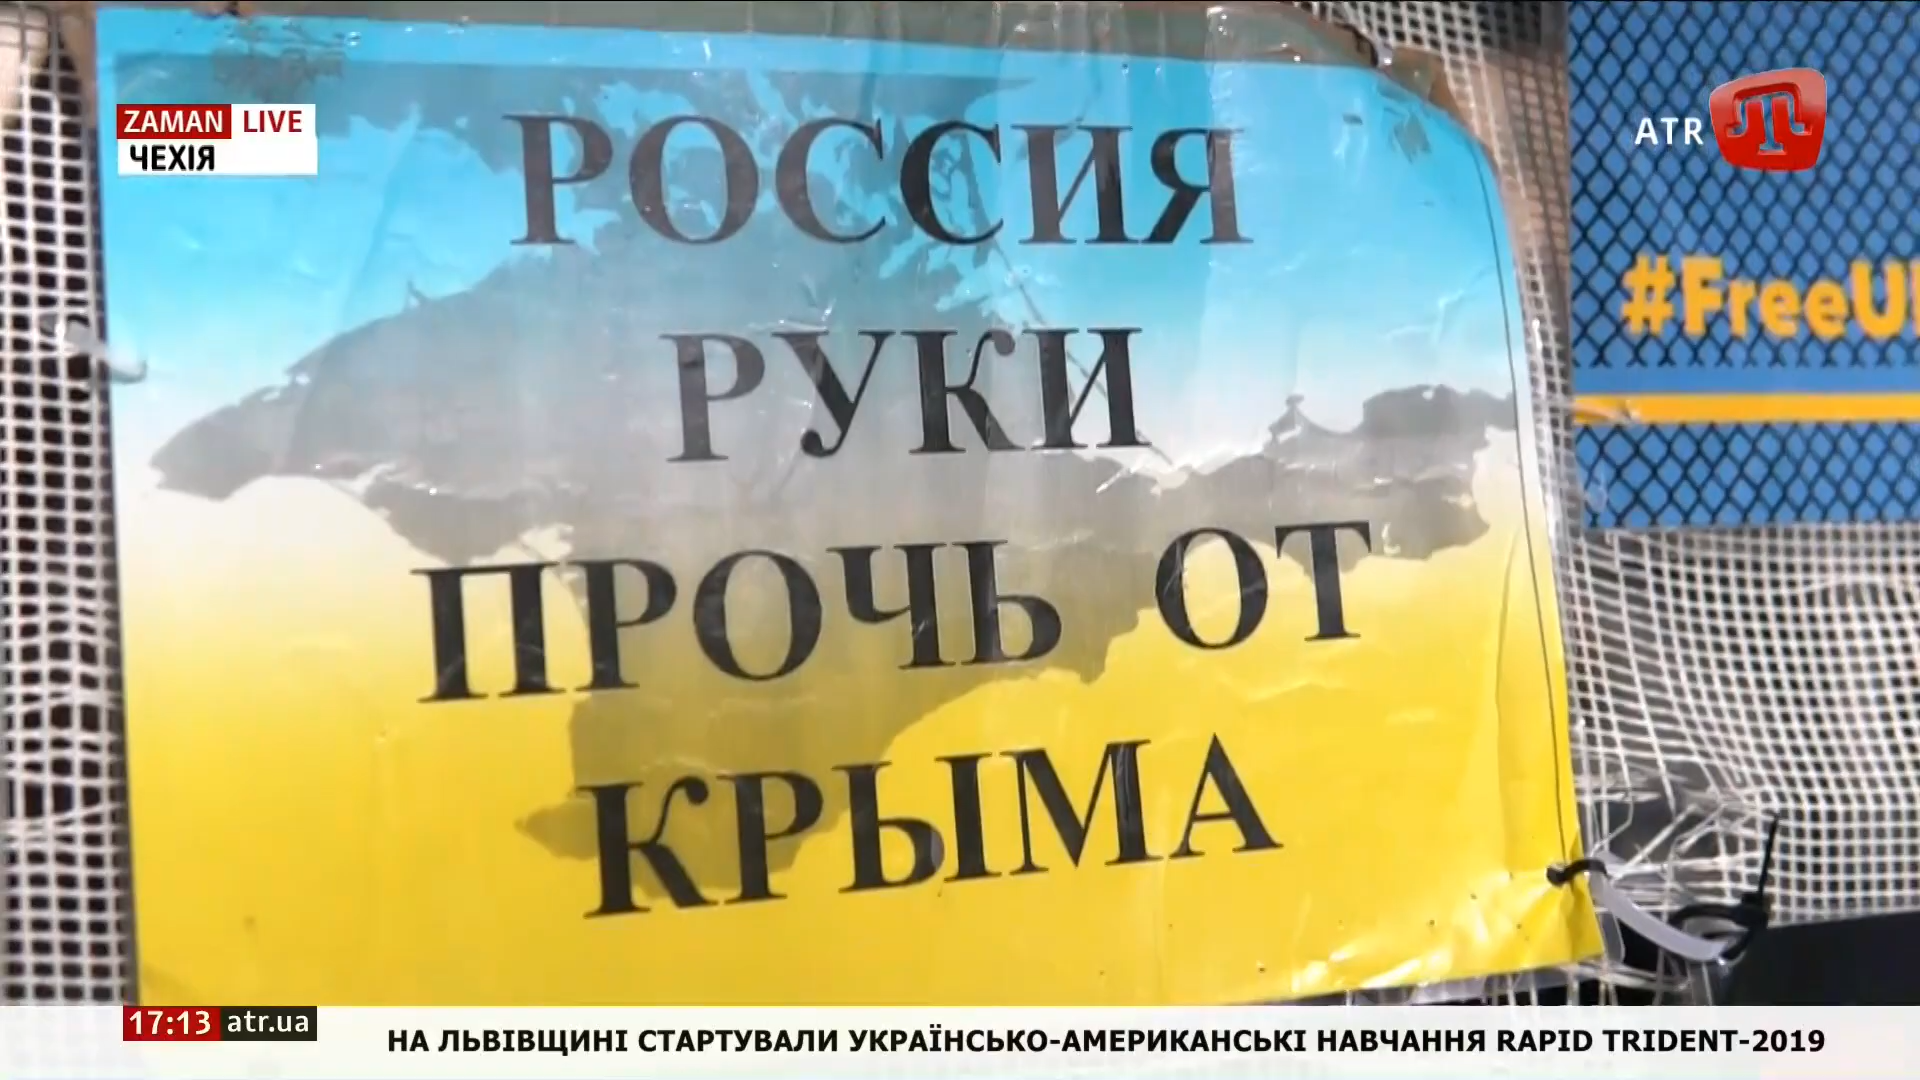 ZAMAN LIVE
ЧЕХІЯ
ATR
РОССИЯ
РУКИ
ПРОЧЬ ОТ
КРЫМА
17:13 atr.ua
НА ЛЬВІВЩИНІ СТАРТУВАЛИ УКРАЇНСЬКО-АМЕРИКАНСЬКІ НАВЧАННЯ RAPID TRIDENT-2019